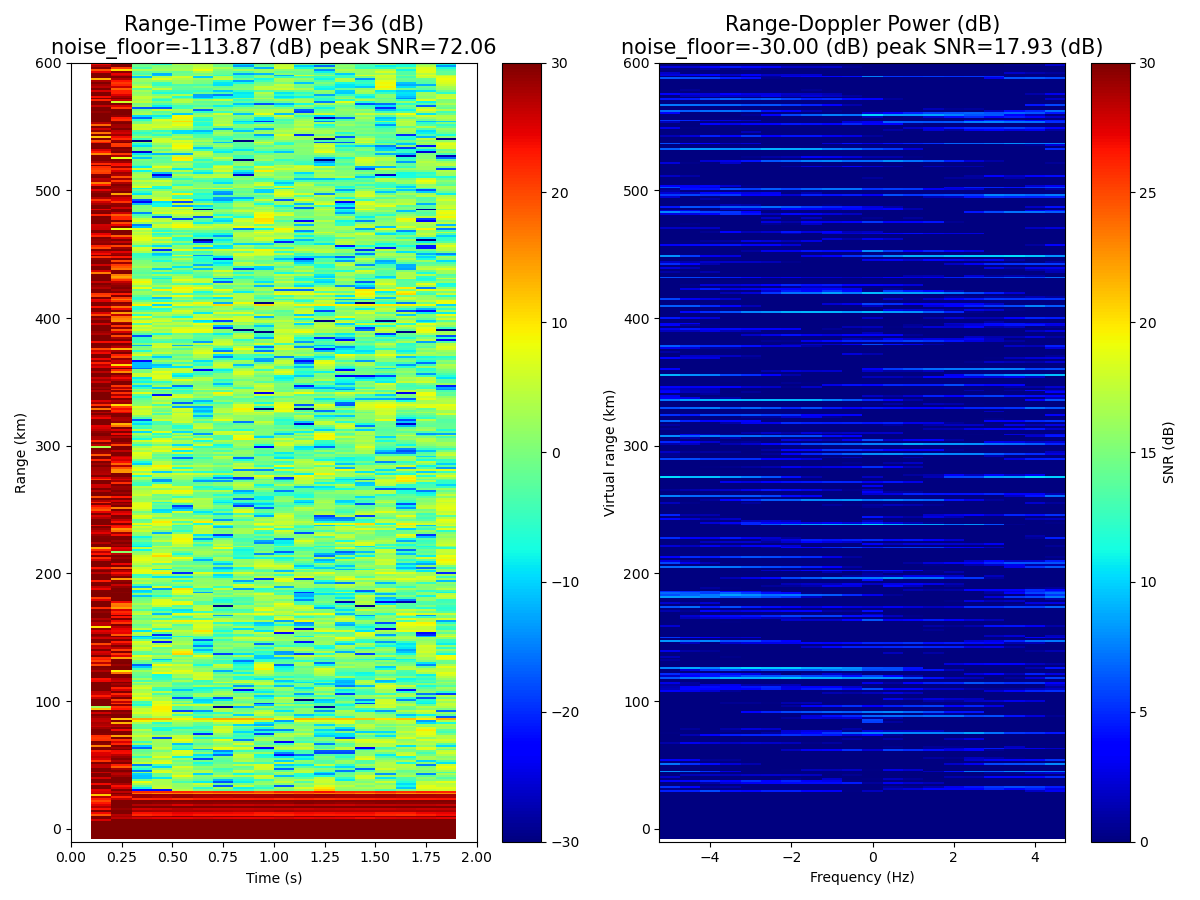 Range-Time Power f=36 (dB)
noise_floor=-113.87 (dB) peak SNR=72.06
600
500
400
300
200
100
0
Range (km)
0.00 0.25 0.50 0.75 1.00 1.25 1.50 1.75 2.00
Time (s)
30
20
10
0
−10
−20
−30
Range-Doppler Power (dB)
noise_floor=-30.00 (dB) peak SNR=17.93 (dB)
600
500
400
300
200
100
0
Virtual range (km)
−4 −2 0 2 4
Frequency (Hz)
30
25
20
15
10
5
0
SNR (dB)